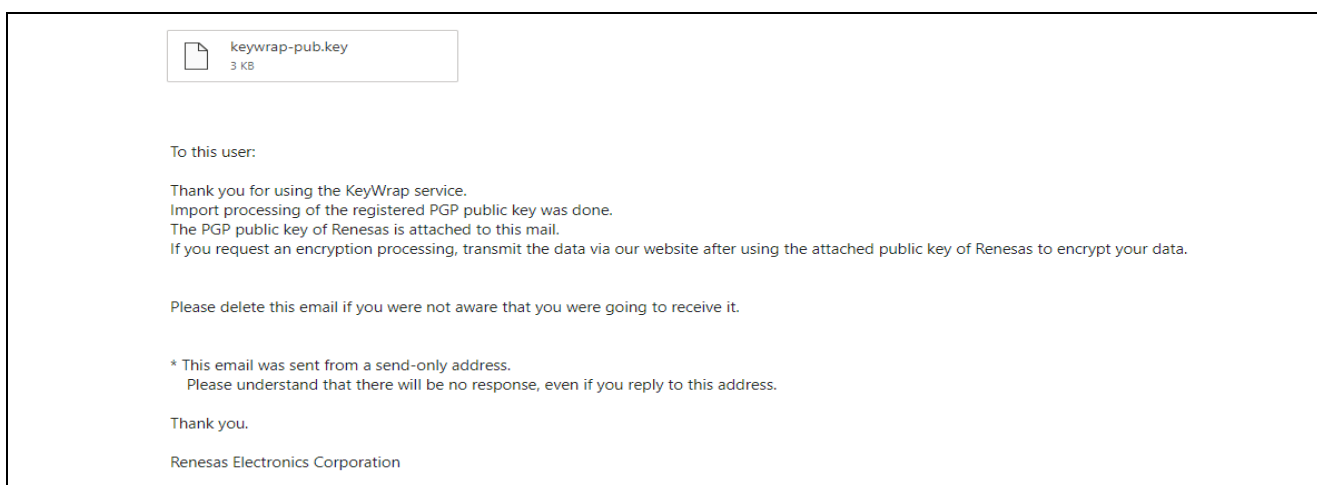 keywrap-pub.key
3 KB
To this user:
Thank you for using the KeyWrap service.
Import processing of the registered PGP public key was done.
The PGP public key of Renesas is attached to this mail.
If you request an encryption processing, transmit the data via our website after using the attached public key of Renesas to encrypt your data.
Please delete this email if you were not aware that you were going to receive it.
* This email was sent from a send-only address.
Please understand that there will be no response, even if you reply to this address.
Thank you.
Renesas Electronics Corporation